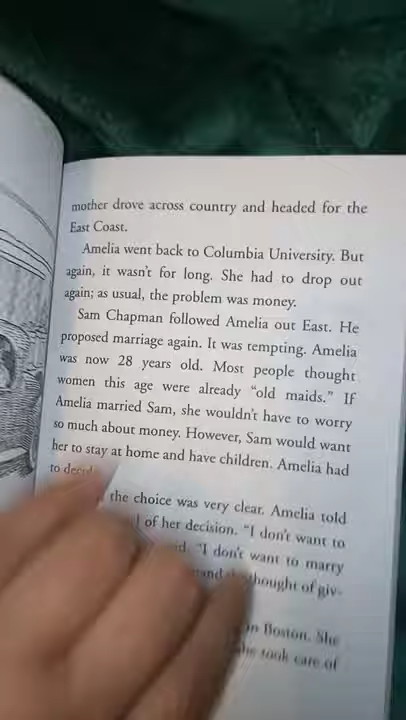 mother drove across country and headed for the
East Coast.
Amelia went back to Columbia University. But
again, it wasn't for long. She had to drop out
again; as usual, the problem was money.
Sam Chapman followed Amelia out East. He
proposed marriage again. It was tempting. Amelia
was now 28 years old. Most people thought
women this age were already “old maids.” If
Amelia married Sam, she wouldn't have to worry
so much about money. However, Sam would want
her to stay at home and have children. Amelia had
to
the choice was very clear. Amelia told
of her decision. “I don't want to
“I don't want to marry
thought of giv-
in Boston. She
took care of